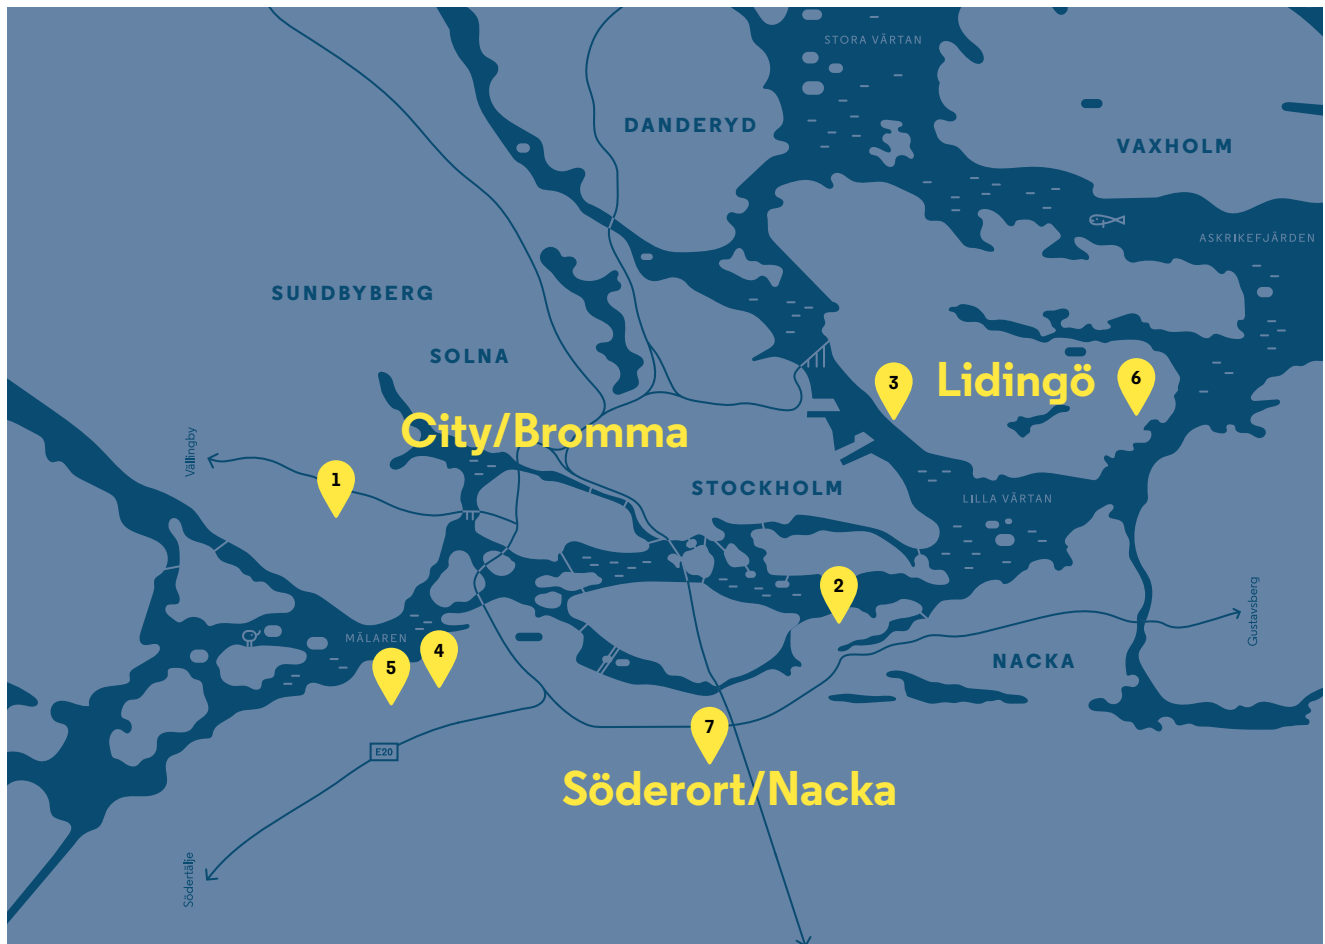 STORA VÄRTAN
DANDERYD
VAXHOLM
ASKRIKEFJÄRDEN
SUNDBYBERG
SOLNA
3
Lidingö
6
City/Bromma
Vällingby
1
STOCKHOLM
LILLA VÄRTAN
2
Gustavsberg
MÄLAREN
4
5
NACKA
7
E20
Söderort/Nacka
Södertälje